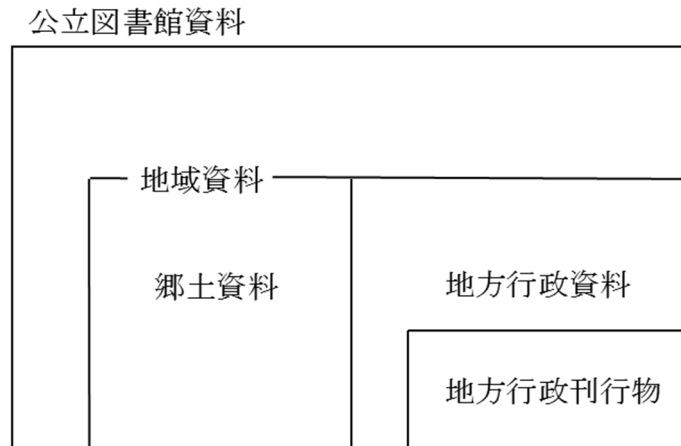 公立図書館資料
地域資料
郷土資料
地方行政資料
地方行政刊行物